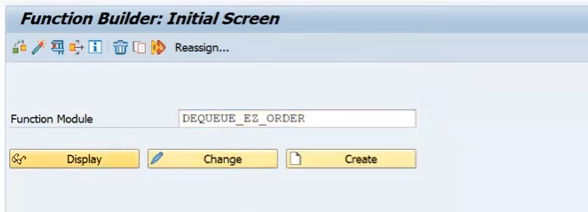 Function Builder: Initial Screen
Reassign...
Function Module DEQUEUE_EZ_ORDER
Display Change Create